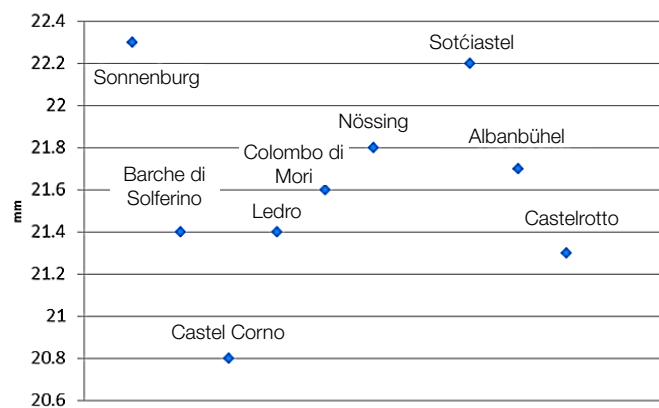 22.4
22.2
22
21.8
21.6
21.4
21.2
21
20.8
20.6
mm
Sonnenburg
Sotćiastel
Nössing
Albanbühel
Colombo di
Mori
Barche di
Solferino
Ledro
Castelrotto
Castel Corno